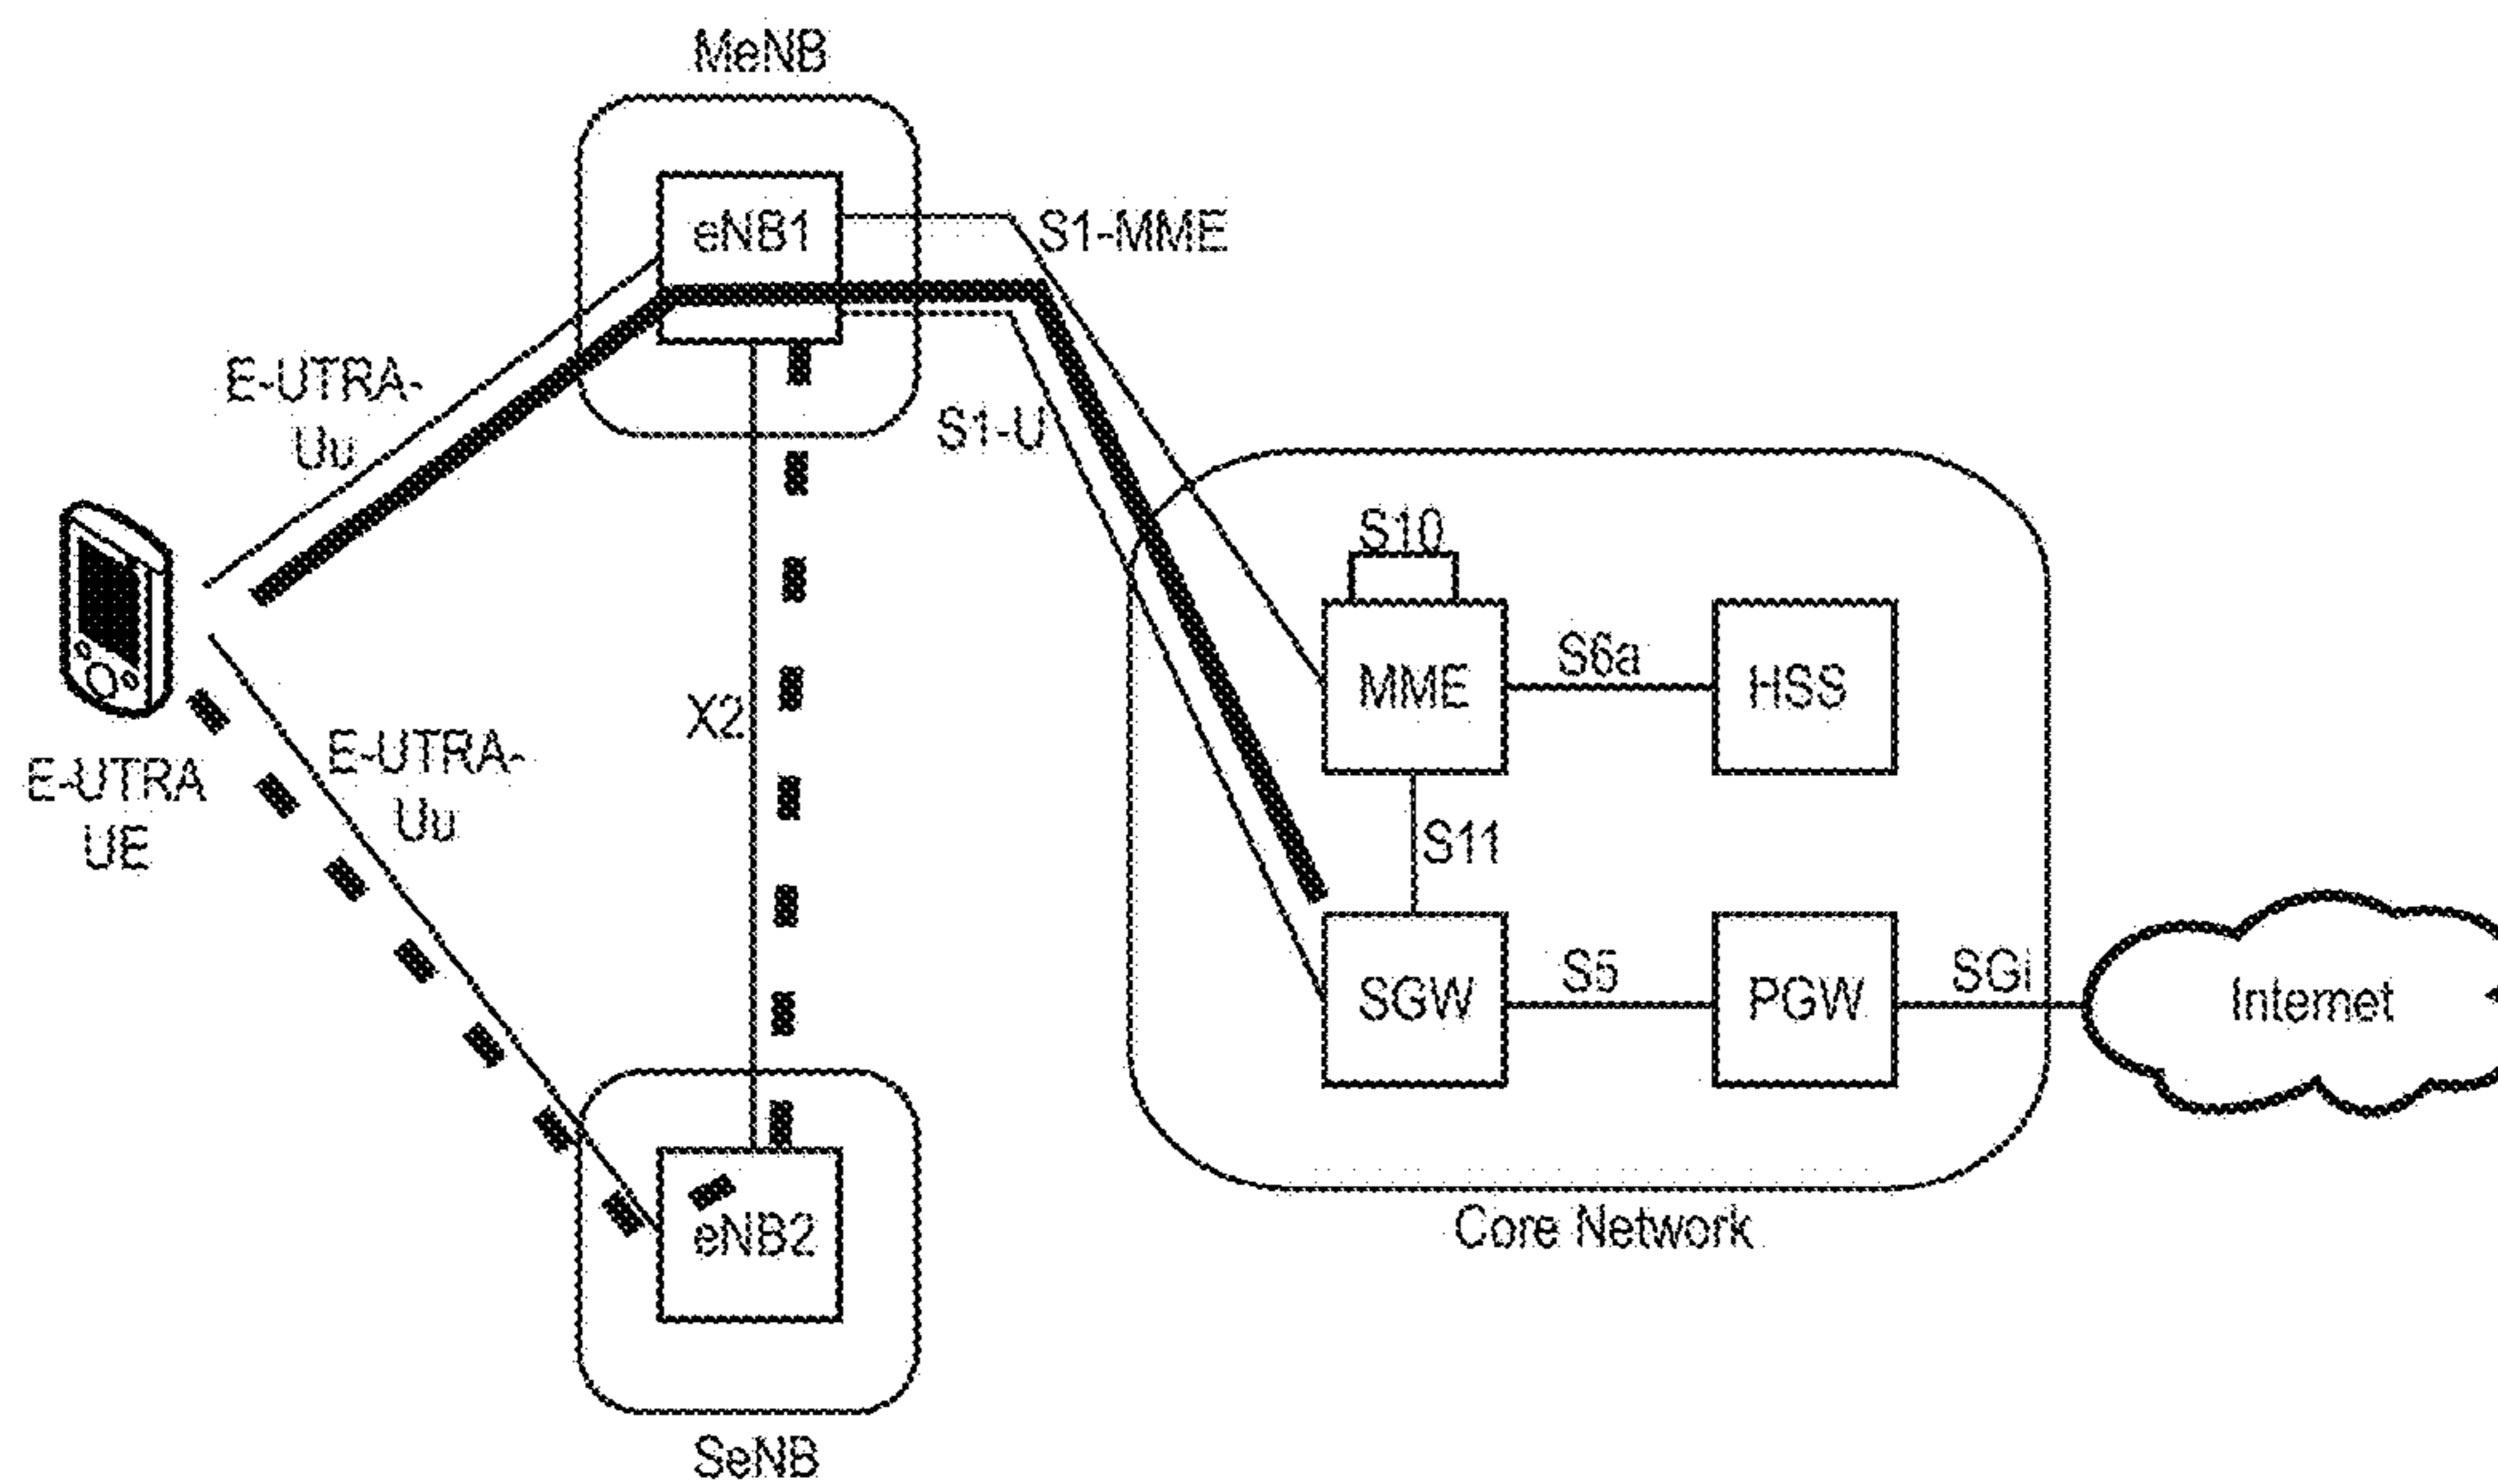 MeNB
eNB1
S1-MME
E-UTRA-
Uu
S1-U
S10
MME
S6a
HSS
X2
E-UTRA-
Uu
E-UTRA
UE
S11
SGW
S5
PGW
SGi
Internet
eNB2
Core Network
SeNB